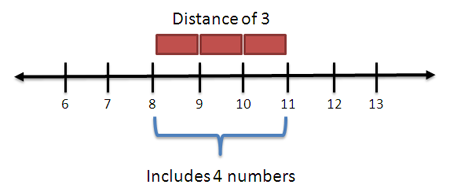 Distance of 3
6 7 8 9 10 11 12 13
Includes 4 numbers